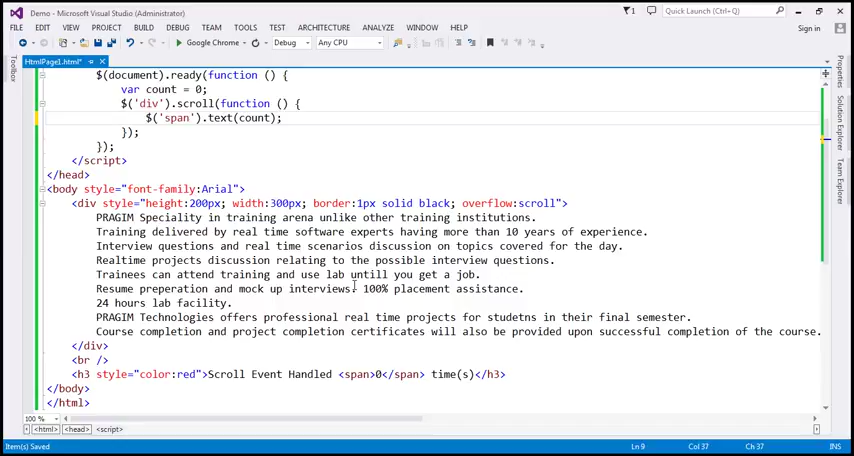 Demo - Microsoft Visual Studio (Administrator)
1
Quick Launch (Ctrl+Q)
FILE EDIT VIEW PROJECT BUILD DEBUG TEAM TOOLS TEST ARCHITECTURE ANALYZE WINDOW HELP
Sign in
Google Chrome Debug Any CPU
Toolbox
HtmlPage1.html*
Properties
Solution Explorer
Team Explorer
$(document).ready(function () {
var count = 0;
$('div').scroll(function () {
$('span').text(count);
});
});
</script>
</head>
<body style="font-family:Arial">
<div style="height:200px; width:300px; border:1px solid black; overflow:scroll">
PRAGIM Speciality in training arena unlike other training institutions.
Training delivered by real time software experts having more than 10 years of experience.
Interview questions and real time scenarios discussion on topics covered for the day.
Realtime projects discussion relating to the possible interview questions.
Trainees can attend training and use lab untill you get a job.
Resume preperation and mock up interviews. 100% placement assistance.
24 hours lab facility.
PRAGIM Technologies offers professional real time projects for studetns in their final semester.
Course completion and project completion certificates will also be provided upon successful completion of the course.
</div>
<br />
<h3 style="color:red">Scroll Event Handled <span>0</span> time(s)</h3>
</body>
</html>
100 %
<html> <head> <script>
Item(s) Saved Ln 9 Col 37 Ch 37 INS